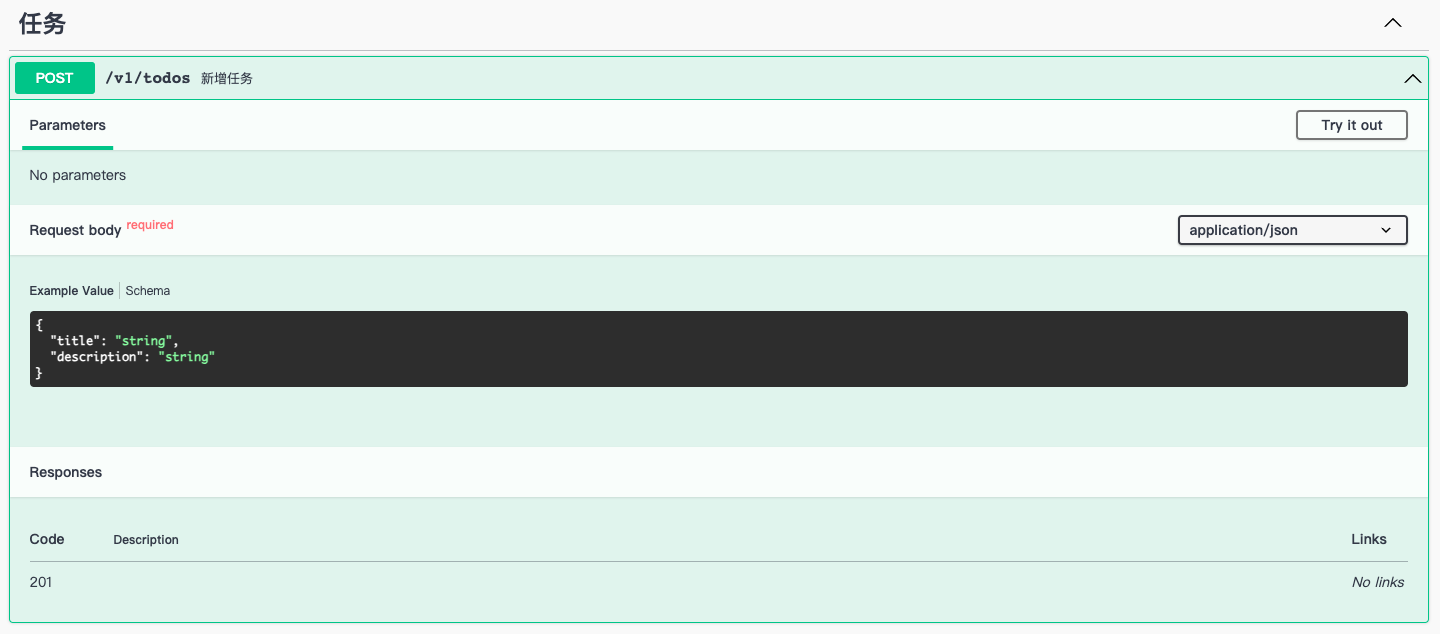 任务
POST /v1/todos 新增任务
Parameters Try it out
No parameters
Request body required application/json
Example Value Schema
{
"title": "string",
"description": "string"
}
Responses
Code Description Links
201 No links